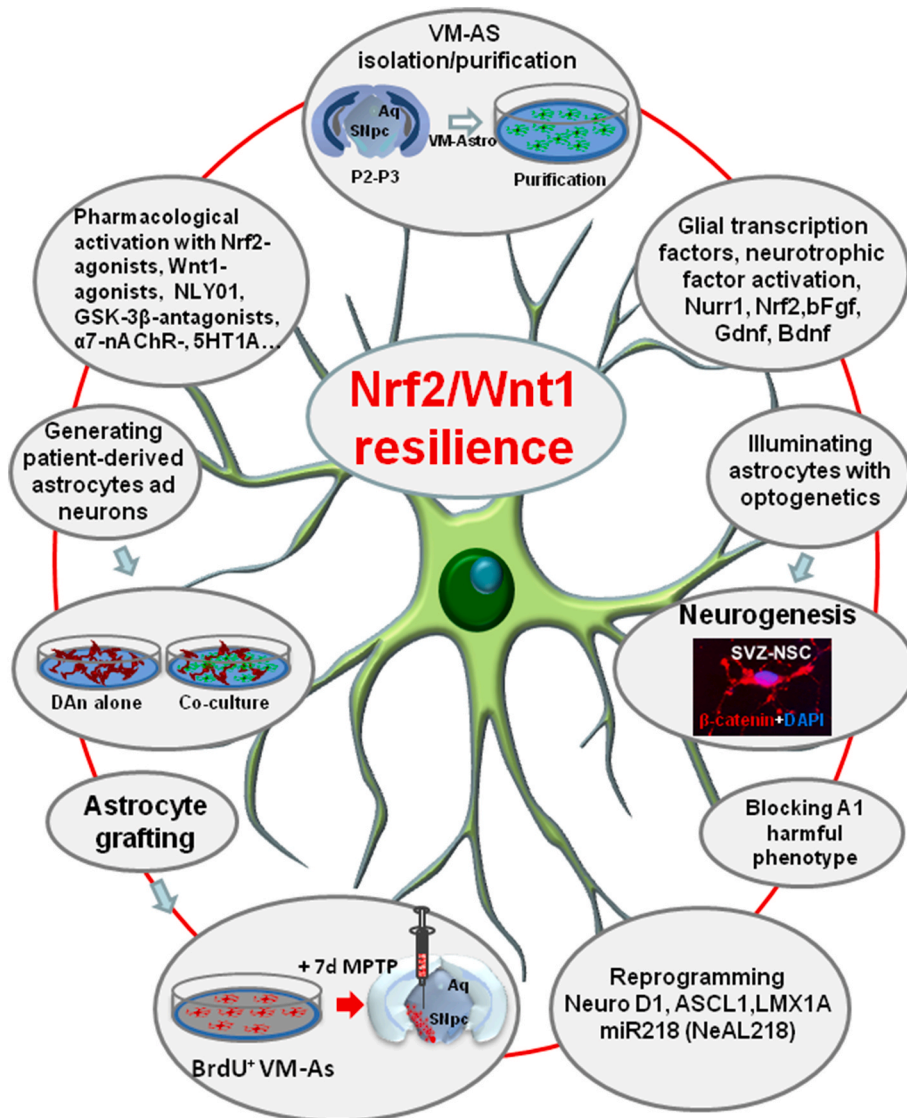 VM-AS
isolation/purification
Aq
SNpc
VM-Astro
P2-P3
Purification
Pharmacological
activation with Nrf2-
agonists, Wnt1-
agonists, NLY01,
GSK-3β-antagonists,
α7-nAChR-, 5HT1A...
Glial transcription
factors, neurotrophic
factor activation,
Nurr1, Nrf2,bFgf,
Gdnf, Bdnf
Nrf2/Wnt1
resilience
Generating
patient-derived
astrocytes ad
neurons
Illuminating
astrocytes with
optogenetics
DAn alone
Co-culture
Neurogenesis
SVZ-NSC
β-catenin+DAPI
Astrocyte
grafting
Blocking A1
harmful
phenotype
+ 7d MPTP
Aq
SNpc
BrdU⁺ VM-As
Reprogramming
Neuro D1, ASCL1,LMX1A
miR218 (NeAL218)